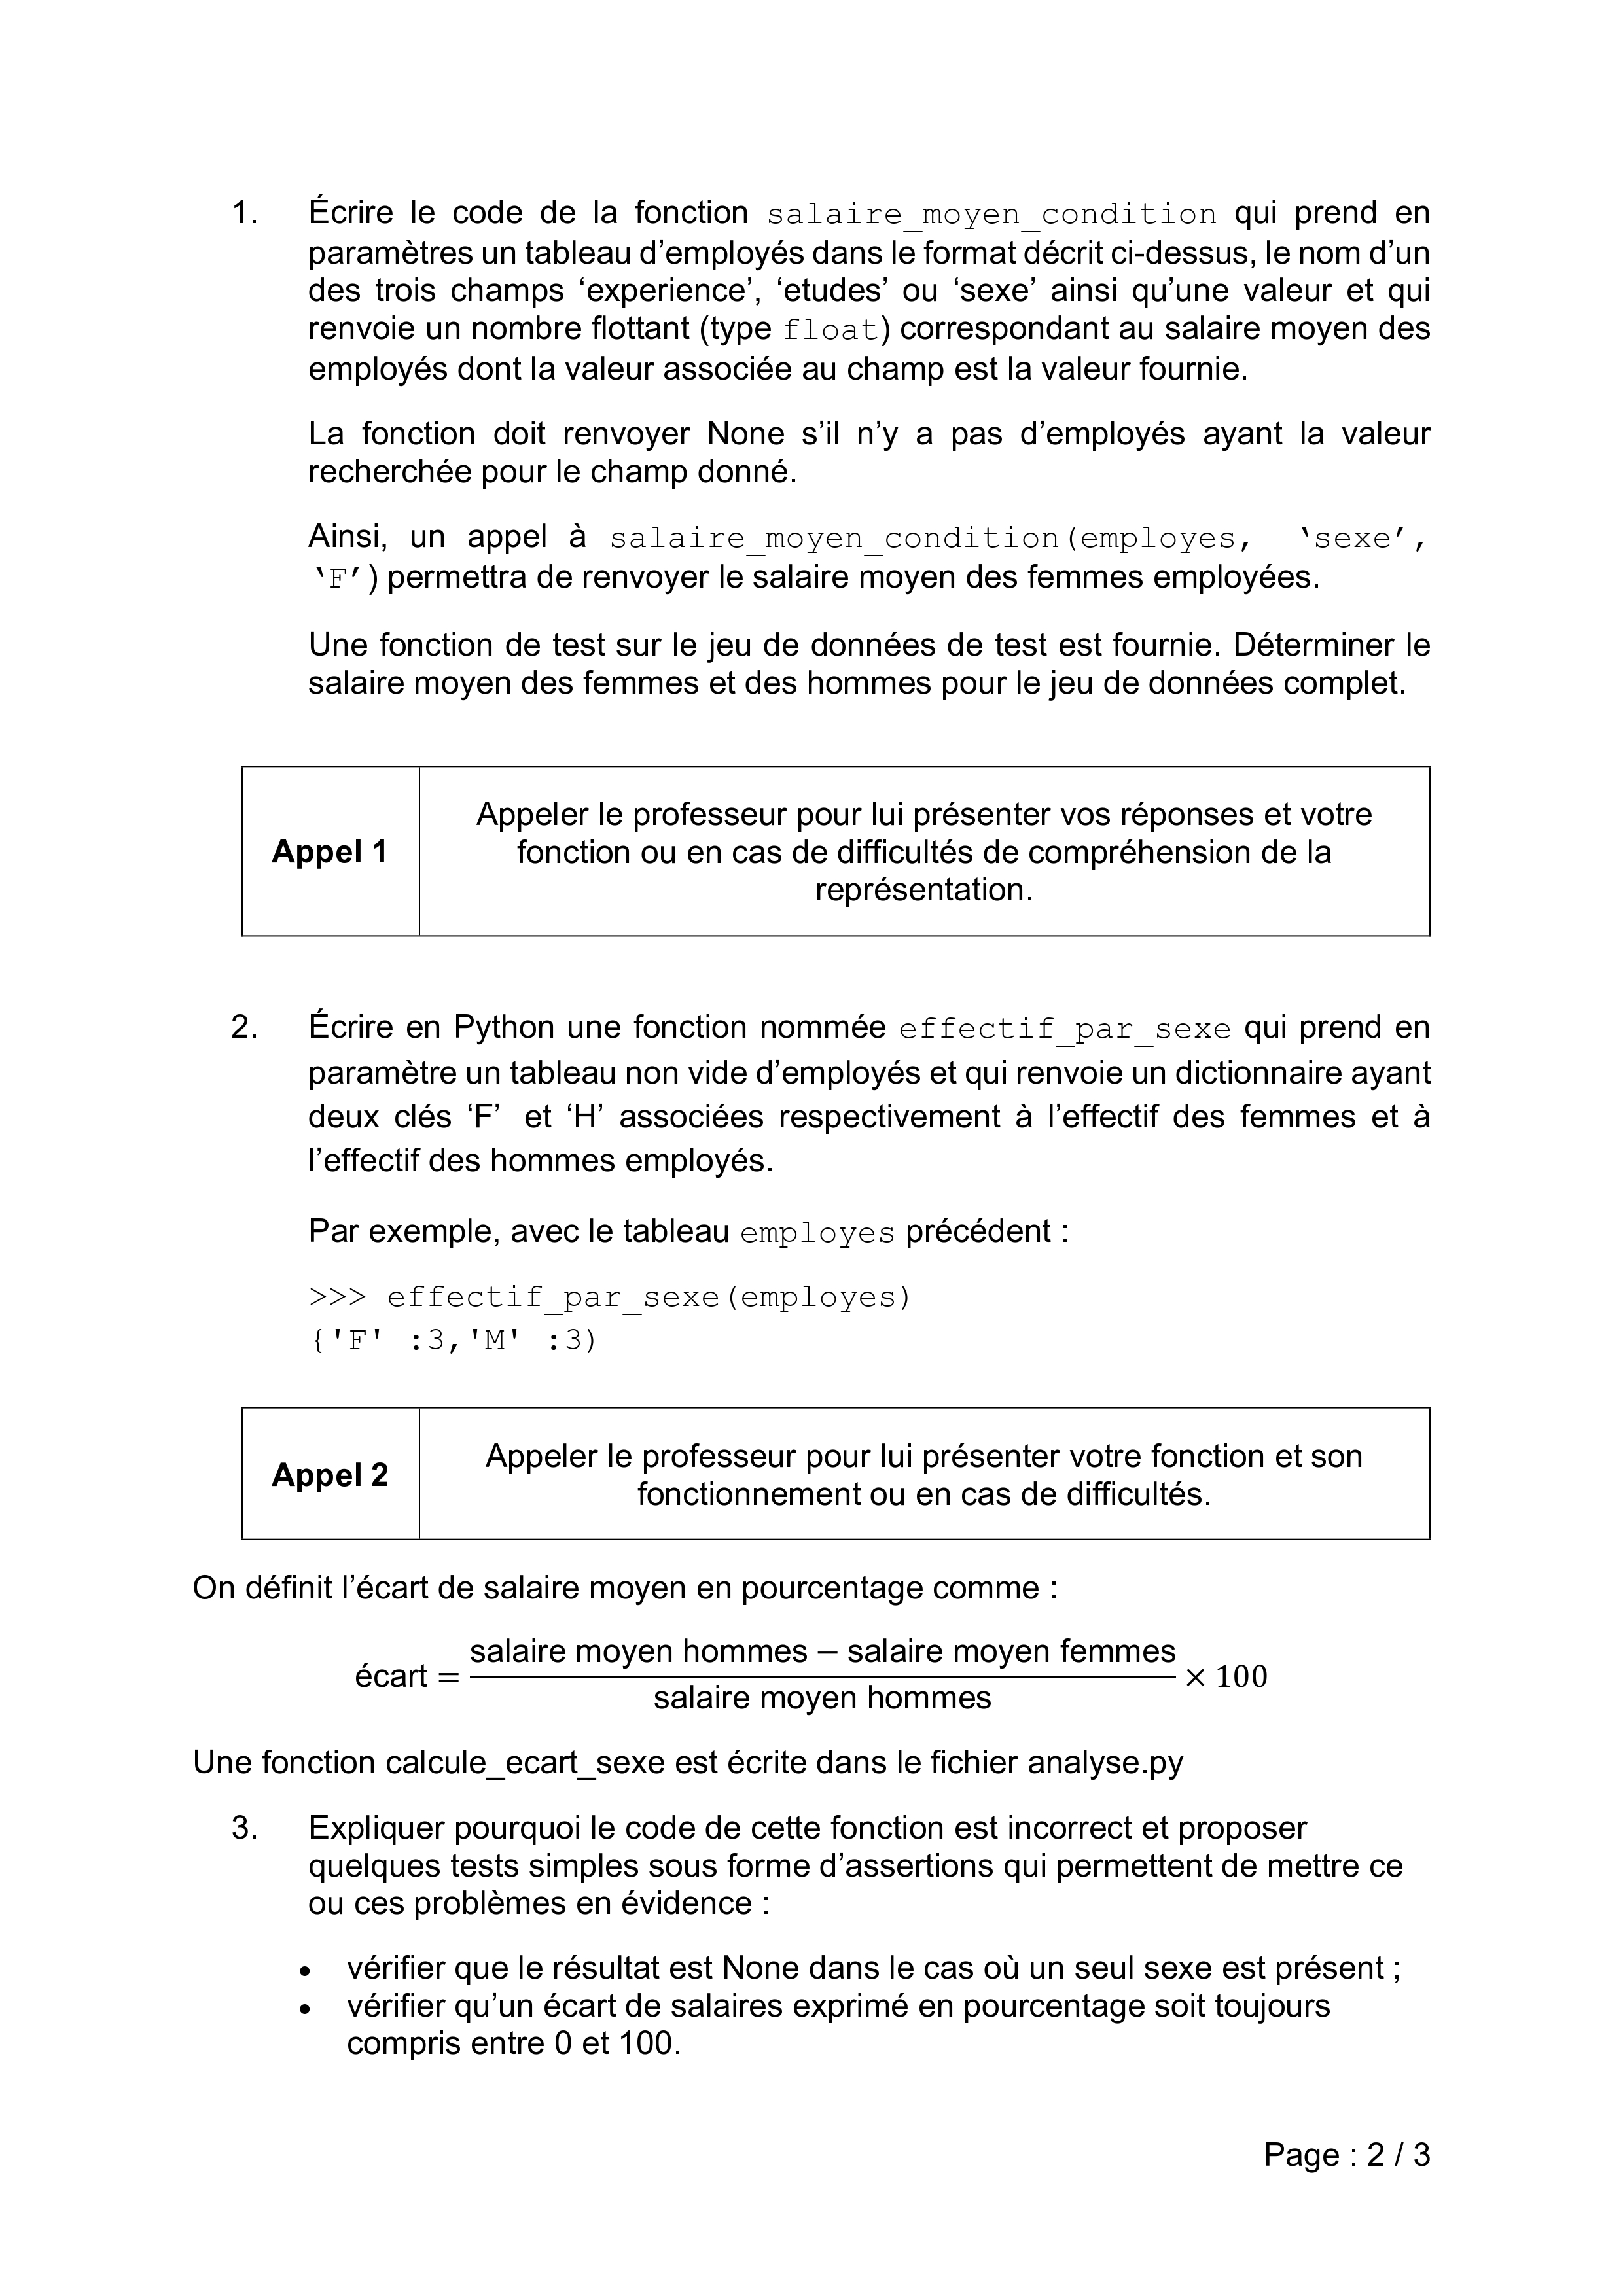 1. Écrire le code de la fonction salaire_moyen_condition qui prend en
paramètres un tableau d’employés dans le format décrit ci-dessus, le nom d’un
des trois champs ‘experience’, ‘etudes’ ou ‘sexe’ ainsi qu’une valeur et qui
renvoie un nombre flottant (type float) correspondant au salaire moyen des
employés dont la valeur associée au champ est la valeur fournie.
La fonction doit renvoyer None s’il n’y a pas d’employés ayant la valeur
recherchée pour le champ donné.
Ainsi, un appel à salaire_moyen_condition(employes, ‘sexe’,
‘F’) permettra de renvoyer le salaire moyen des femmes employées.
Une fonction de test sur le jeu de données de test est fournie. Déterminer le
salaire moyen des femmes et des hommes pour le jeu de données complet.
Appel 1
Appeler le professeur pour lui présenter vos réponses et votre
fonction ou en cas de difficultés de compréhension de la
représentation.
2. Écrire en Python une fonction nommée effectif_par_sexe qui prend en
paramètre un tableau non vide d’employés et qui renvoie un dictionnaire ayant
deux clés ‘F’ et ‘H’ associées respectivement à l’effectif des femmes et à
l’effectif des hommes employés.
Par exemple, avec le tableau employes précédent :
>>> effectif_par_sexe(employes)
{'F' :3,'M' :3)
Appel 2
Appeler le professeur pour lui présenter votre fonction et son
fonctionnement ou en cas de difficultés.
On définit l’écart de salaire moyen en pourcentage comme :
écart = (salaire moyen hommes − salaire moyen femmes) / salaire moyen hommes × 100
Une fonction calcule_ecart_sexe est écrite dans le fichier analyse.py
3. Expliquer pourquoi le code de cette fonction est incorrect et proposer
quelques tests simples sous forme d’assertions qui permettent de mettre ce
ou ces problèmes en évidence :
• vérifier que le résultat est None dans le cas où un seul sexe est présent ;
• vérifier qu’un écart de salaires exprimé en pourcentage soit toujours
compris entre 0 et 100.
Page : 2 / 3